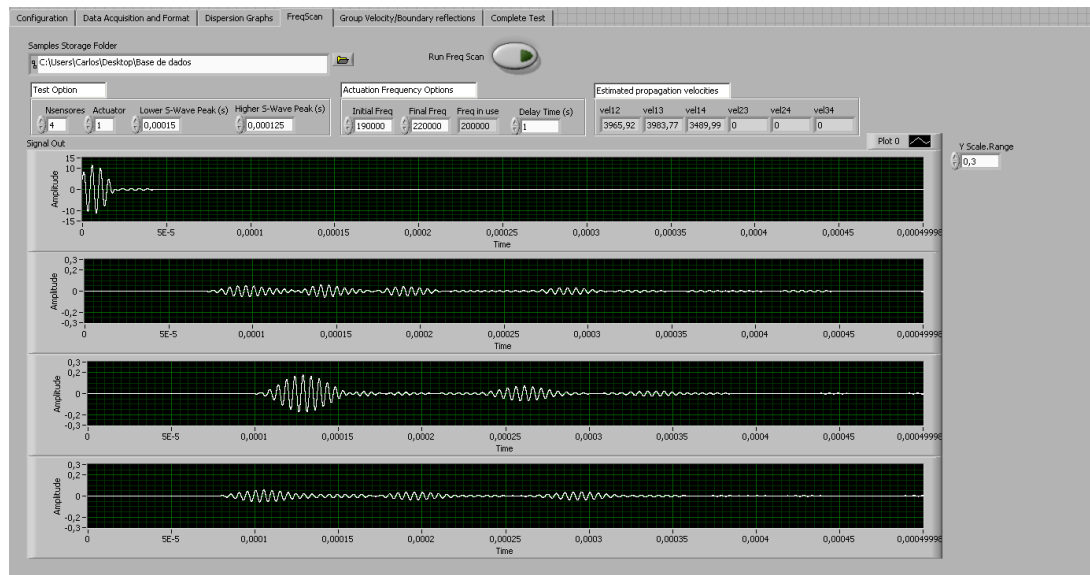 Configuration Data Acquisition and Format Dispersion Graphs FreqScan Group Velocity/Boundary reflections Complete Test
Samples Storage Folder
C:\Users\Carlos\Desktop\Base de dados
Run Freq Scan
Test Option
Nsensores Actuator Lower S-Wave Peak (s) Higher S-Wave Peak (s)
4 1 0,00015 0,000125
Actuation Frequency Options
Initial Freq Final Freq Freq in use Delay Time (s)
190000 220000 200000 1
Estimated propagation velocities
vel12 vel13 vel14 vel23 vel24 vel34
3965,92 3983,77 3489,99 0 0 0
Signal Out
Plot 0
Y Scale.Range
0,3
Amplitude
15
10
0
-10
-15
0 5E-5 0,0001 0,00015 0,0002 0,00025 0,0003 0,00035 0,0004 0,00045 0,00049998
Time
Amplitude
0,3
0,2
0
-0,2
-0,3
0 5E-5 0,0001 0,00015 0,0002 0,00025 0,0003 0,00035 0,0004 0,00045 0,00049998
Time
Amplitude
0,3
0,2
0
-0,2
-0,3
0 5E-5 0,0001 0,00015 0,0002 0,00025 0,0003 0,00035 0,0004 0,00045 0,00049998
Time
Amplitude
0,3
0,2
0
-0,2
-0,3
0 5E-5 0,0001 0,00015 0,0002 0,00025 0,0003 0,00035 0,0004 0,00045 0,00049998
Time